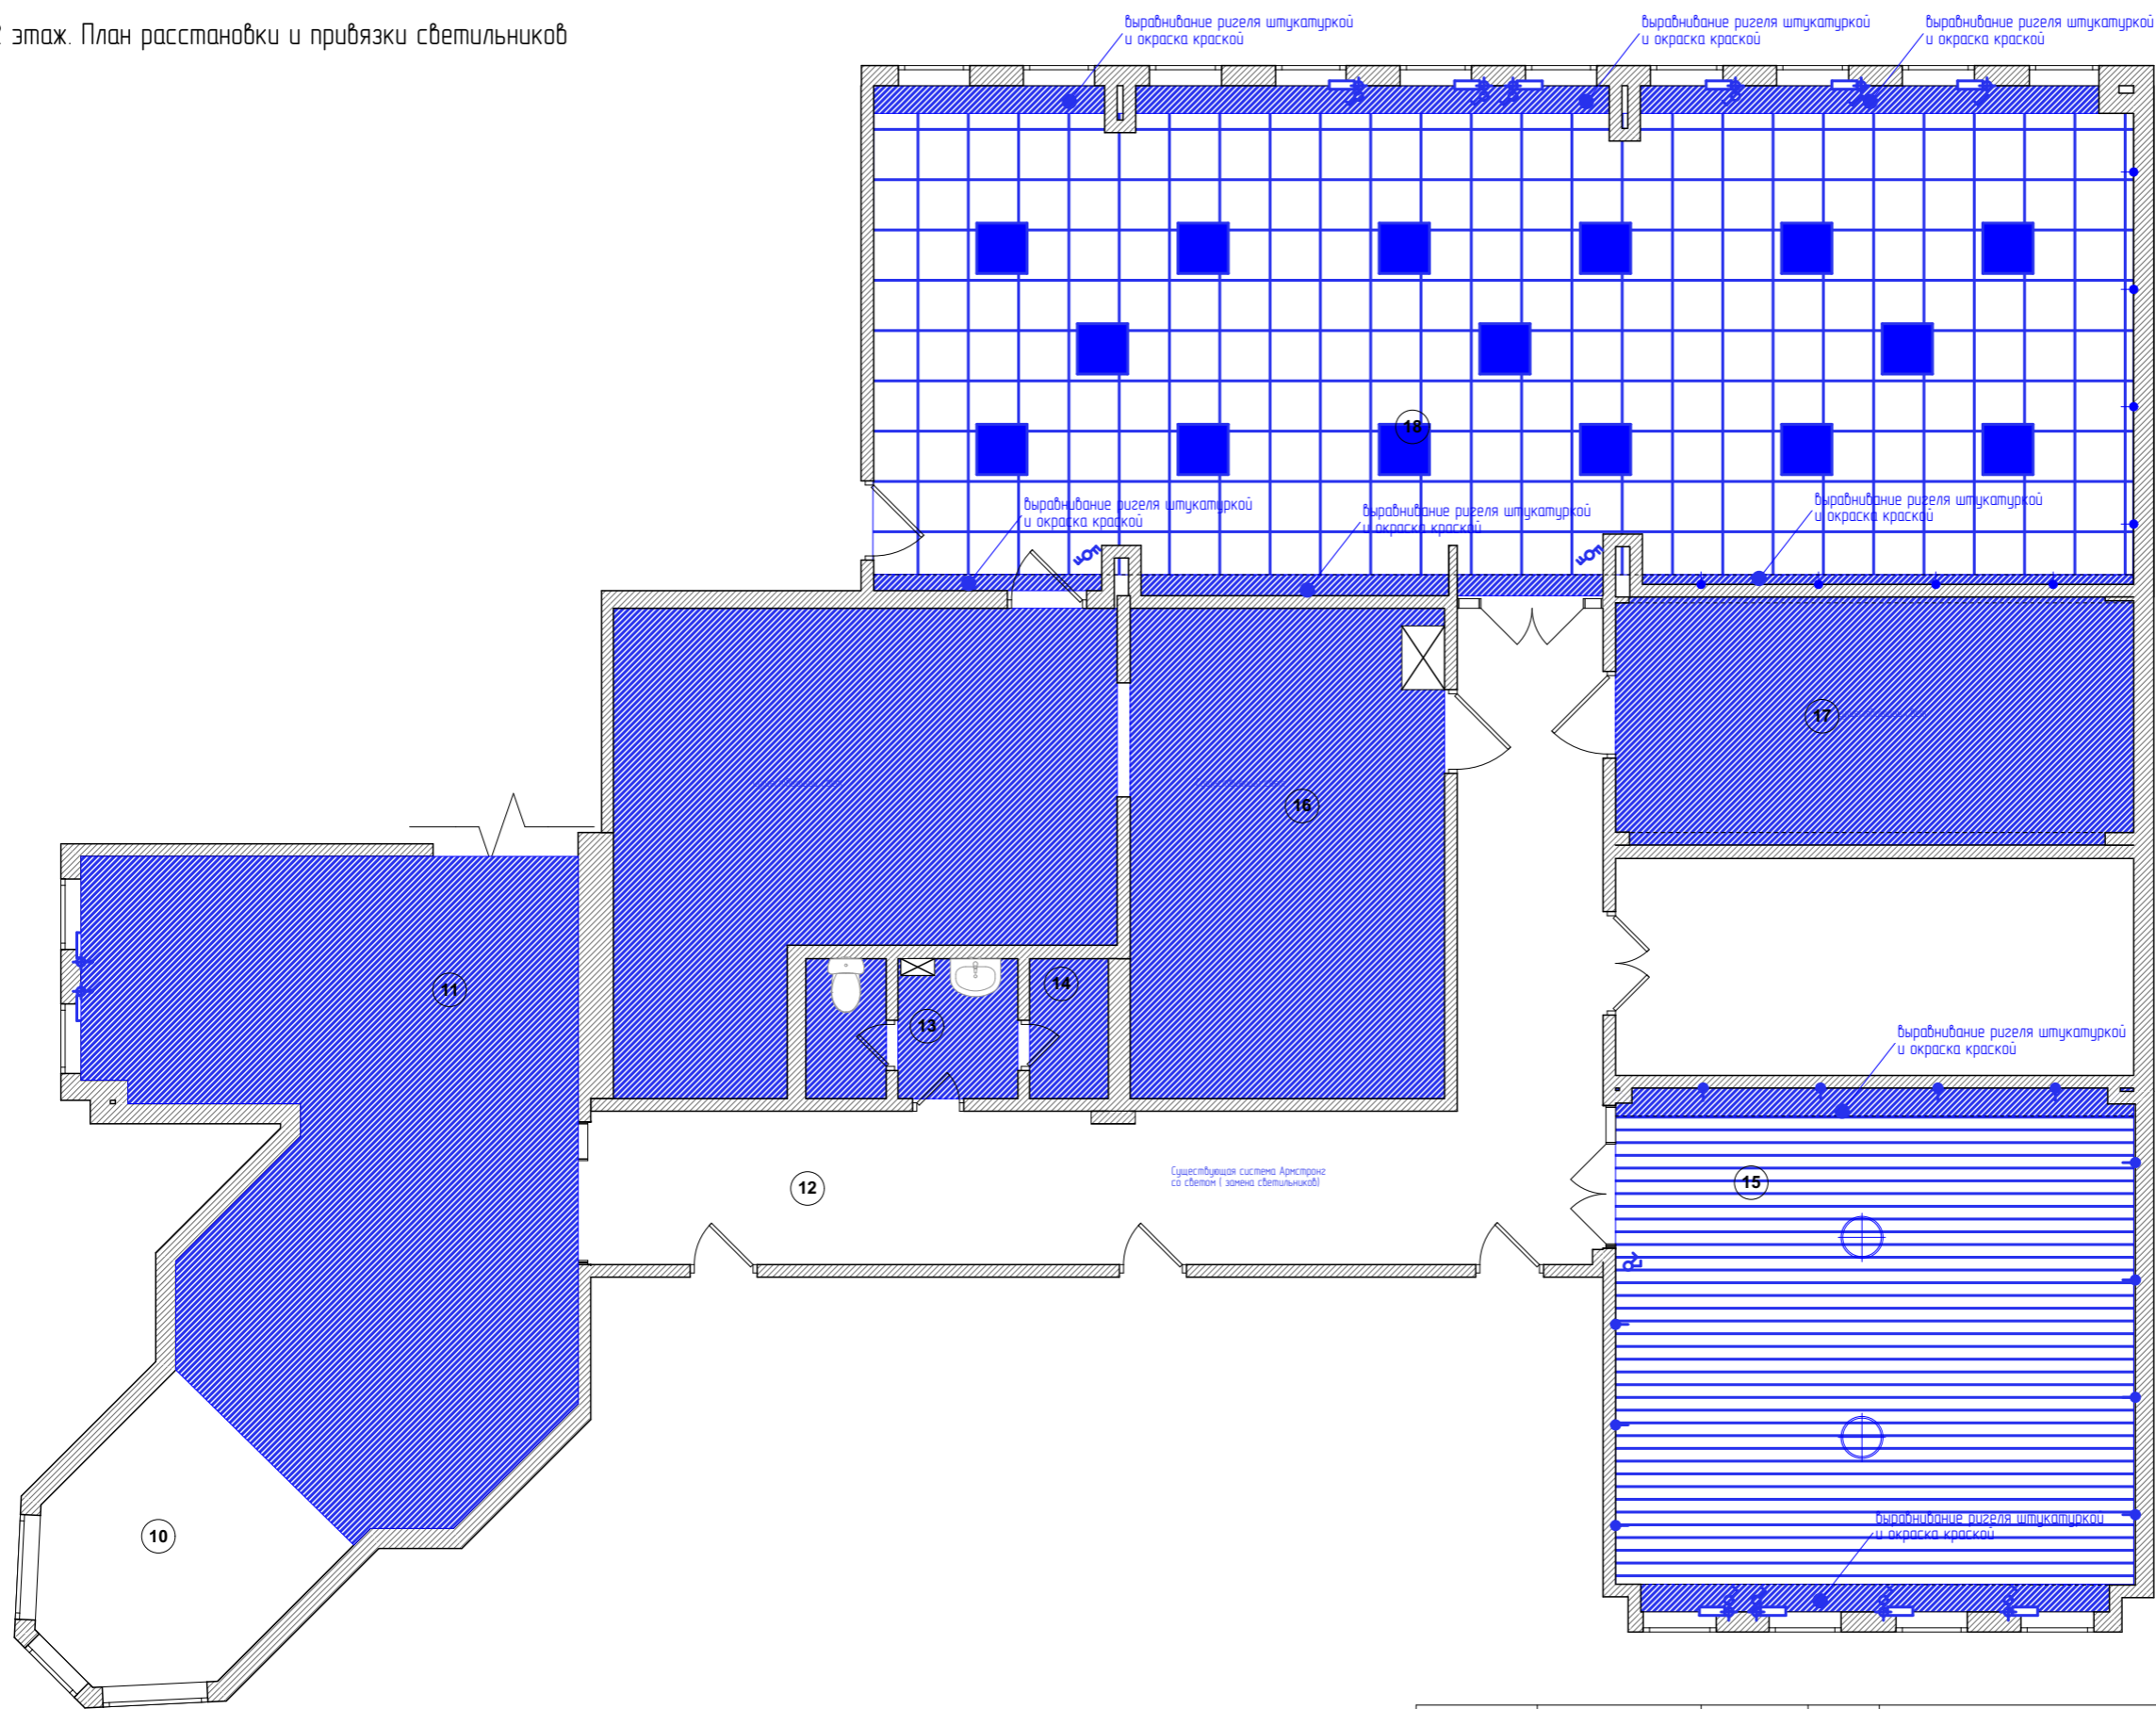 этаж. План расстановки и привязки светильников
выравнивание ригеля штукатуркой
и окраска краской
выравнивание ригеля штукатуркой
и окраска краской
выравнивание ригеля штукатуркой
и окраска краской
18
выравнивание ригеля штукатуркой
и окраска краской
выравнивание ригеля штукатуркой
и окраска краской
выравнивание ригеля штукатуркой
и окраска краской
17
16
11
14
13
выравнивание ригеля штукатуркой
и окраска краской
12
Существующая система Армстронг
со светом ( замена светильников)
15
выравнивание ригеля штукатуркой
и окраска краской
10